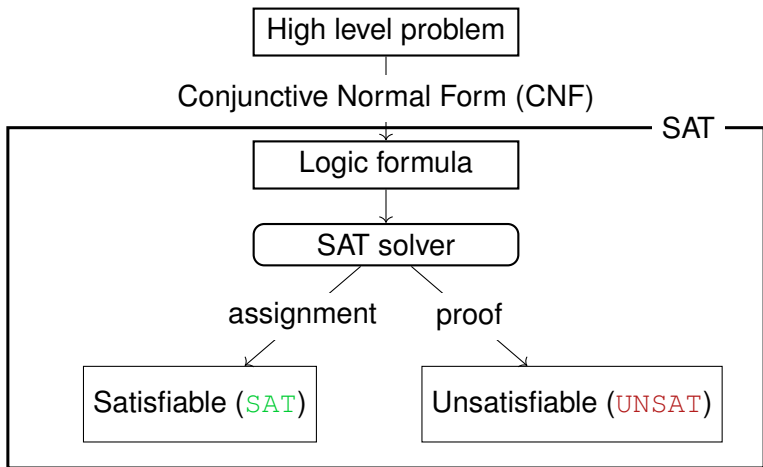 High level problem
Conjunctive Normal Form (CNF)
SAT
Logic formula
SAT solver
assignment proof
Satisfiable (SAT) Unsatisfiable (UNSAT)